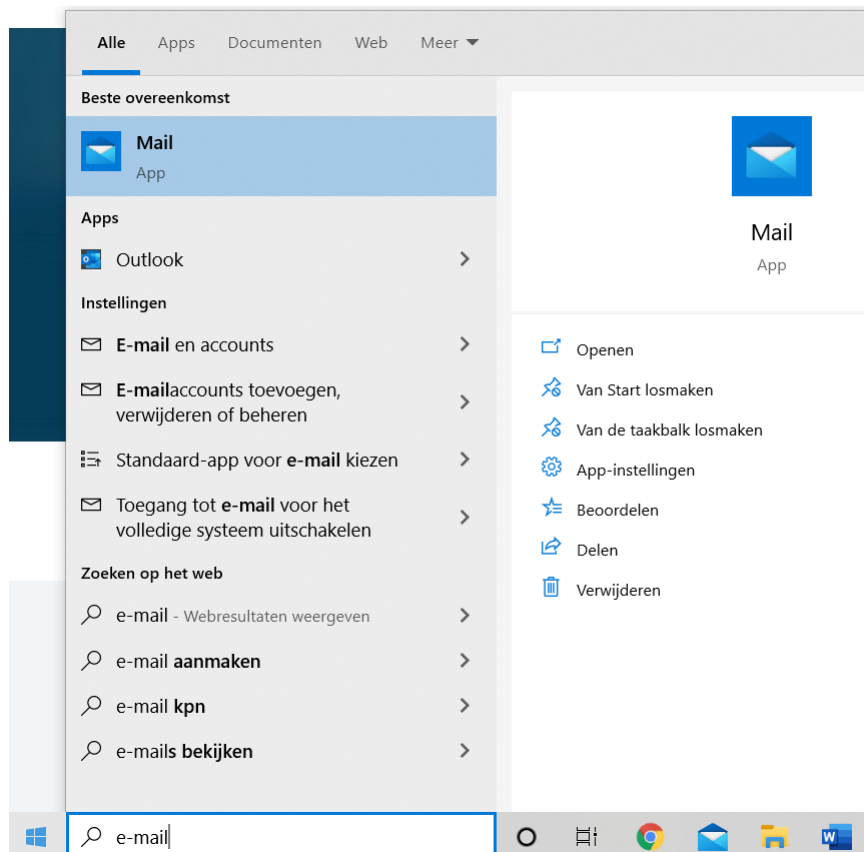 Alle Apps Documenten Web Meer
Beste overeenkomst
Mail
App
Apps
Outlook
Instellingen
E-mail en accounts
E-mailaccounts toevoegen,
verwijderen of beheren
Standaard-app voor e-mail kiezen
Toegang tot e-mail voor het
volledige systeem uitschakelen
Zoeken op het web
e-mail - Webresultaten weergeven
e-mail aanmaken
e-mail kpn
e-mails bekijken
e-mail
Mail
App
Openen
Van Start losmaken
Van de taakbalk losmaken
App-instellingen
Beoordelen
Delen
Verwijderen